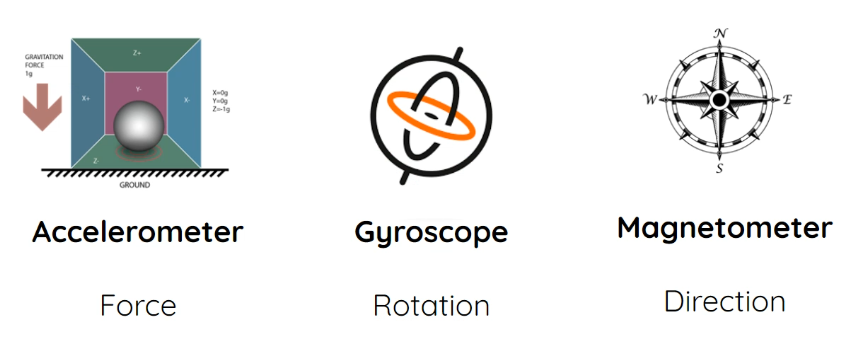 GRAVITATION
FORCE
1g
Z+
Y-
X+
X-
Z-
X=0g
Y=0g
Z=-1g
GROUND
N
W
E
S
Accelerometer
Gyroscope
Magnetometer
Force
Rotation
Direction